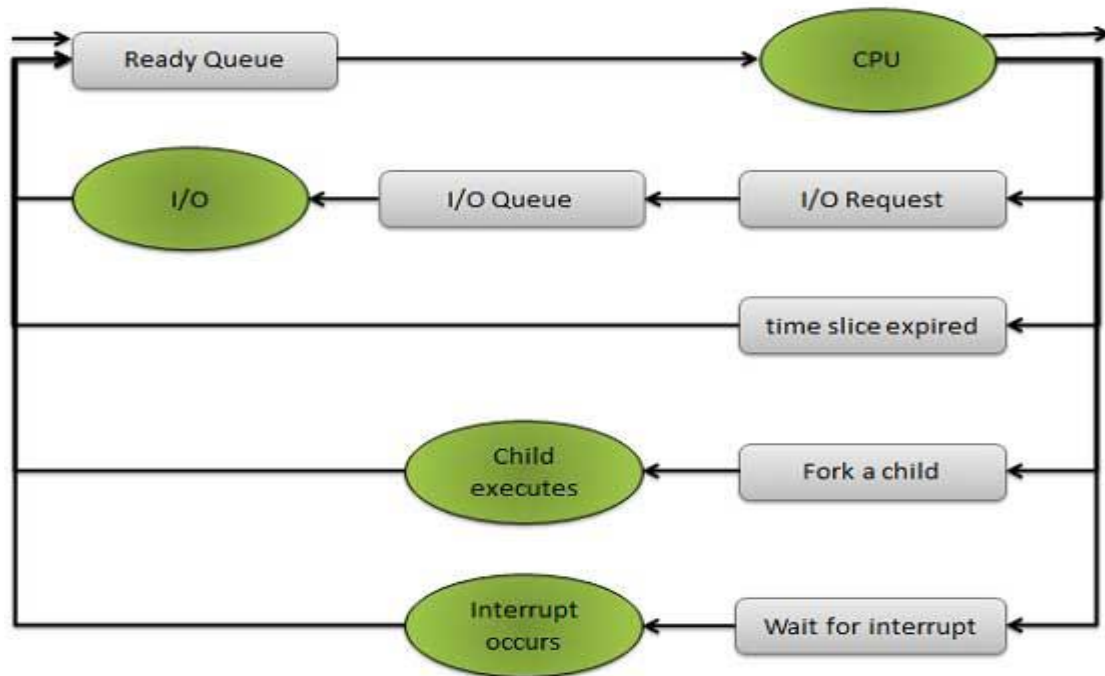 Ready Queue
CPU
I/O
I/O Queue
I/O Request
time slice expired
Child
executes
Fork a child
Interrupt
occurs
Wait for interrupt